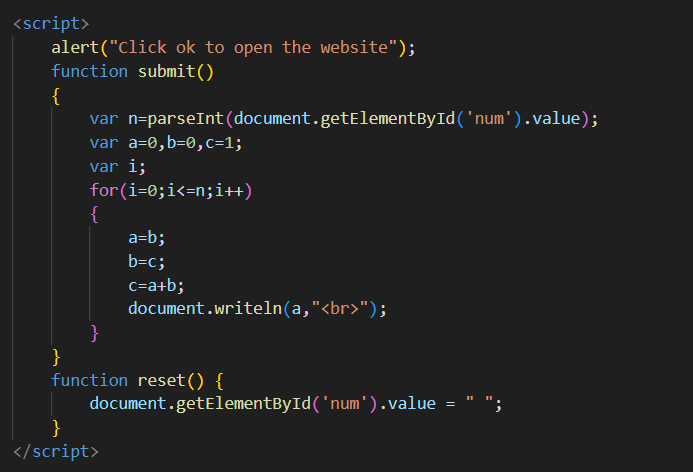 <script>
alert("Click ok to open the website");
function submit()
{
var n=parseInt(document.getElementById('num').value);
var a=0,b=0,c=1;
var i;
for(i=0;i<=n;i++)
{
a=b;
b=c;
c=a+b;
document.writeln(a,"<br>");
}
}
function reset() {
document.getElementById('num').value = " ";
}
</script>